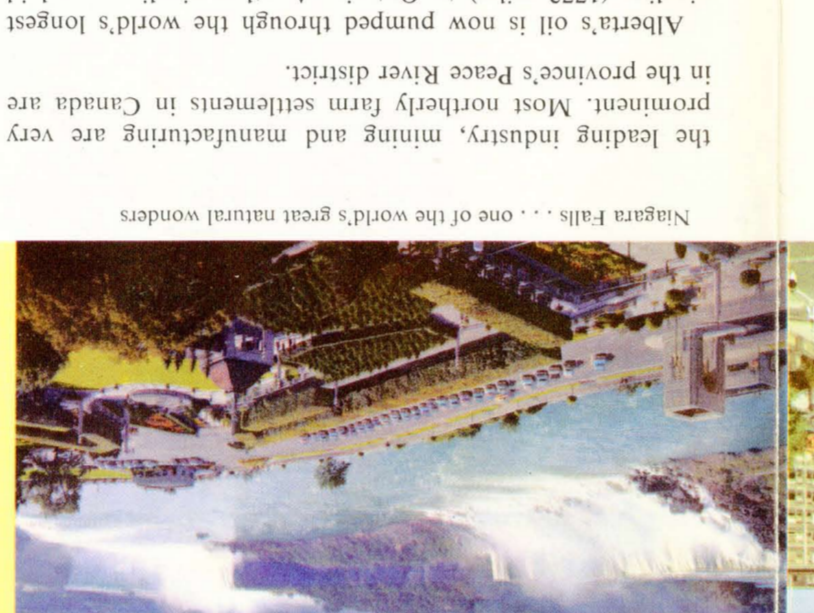 Niagara Falls . . . one of the world's great natural wonders
the leading industry, mining and manufacturing are very
prominent. Most northerly farm settlements in Canada are
in the province's Peace River district.
Alberta's oil is now pumped through the world's longest